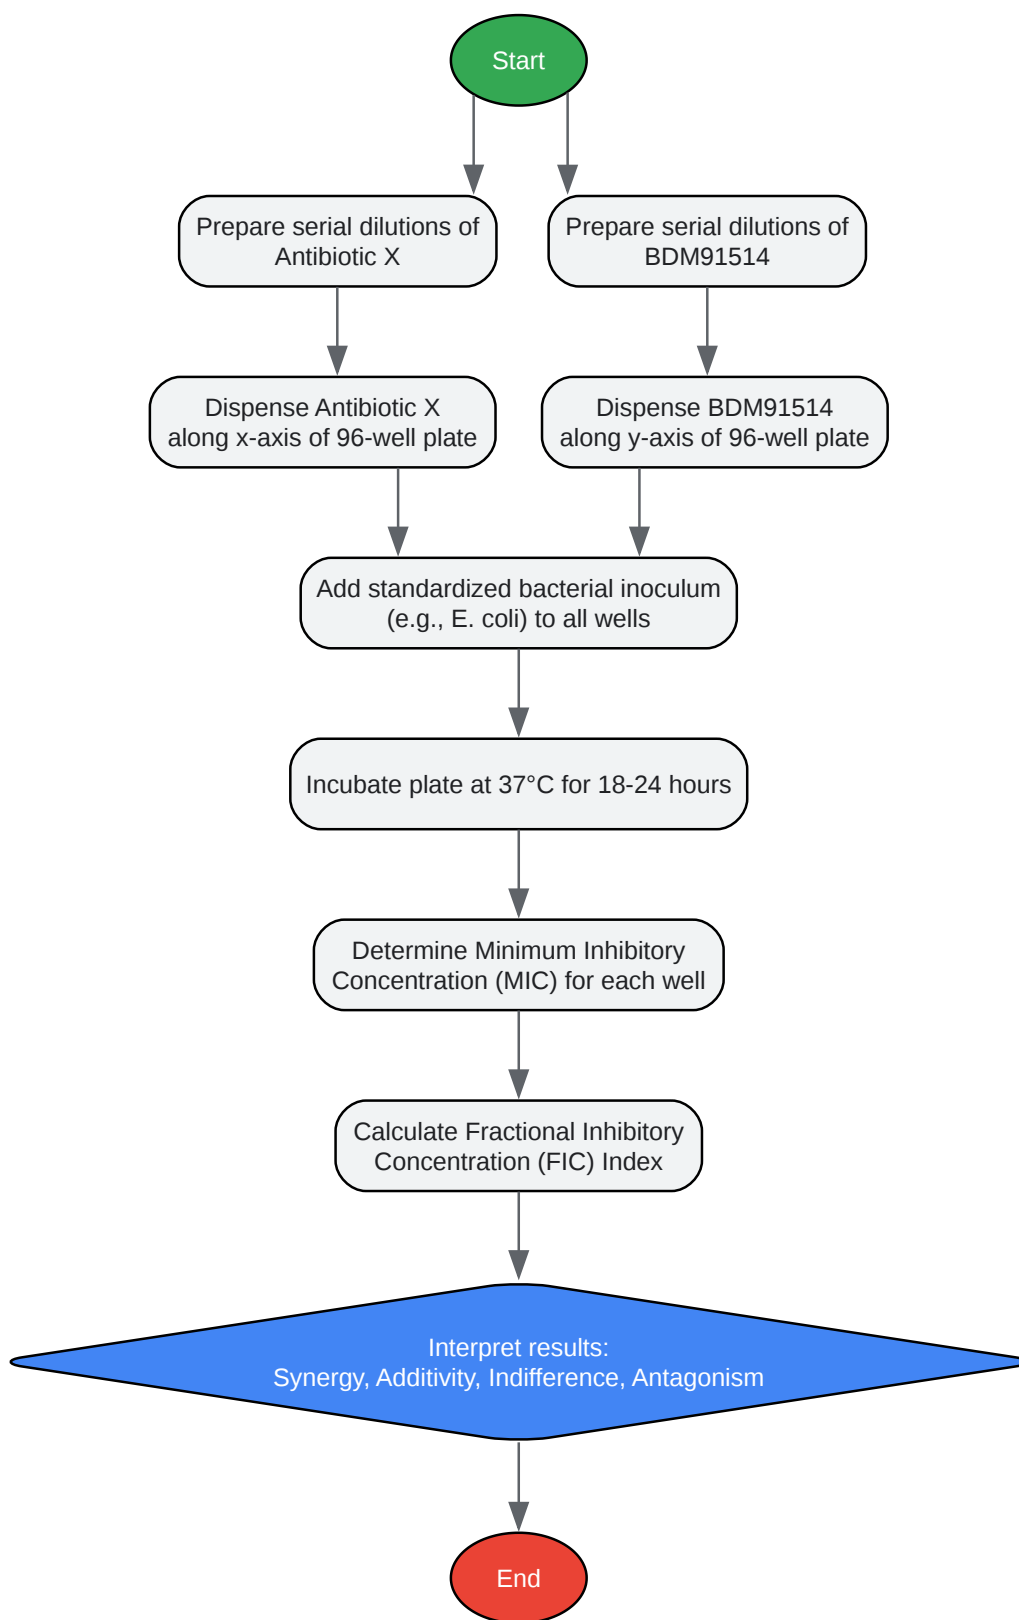 Start
Prepare serial dilutions of
Antibiotic X
Prepare serial dilutions of
BDM91514
Dispense Antibiotic X
along x-axis of 96-well plate
Dispense BDM91514
along y-axis of 96-well plate
Add standardized bacterial inoculum
(e.g., E. coli) to all wells
Incubate plate at 37°C for 18-24 hours
Determine Minimum Inhibitory
Concentration (MIC) for each well
Calculate Fractional Inhibitory
Concentration (FIC) Index
Interpret results:
Synergy, Additivity, Indifference, Antagonism
End